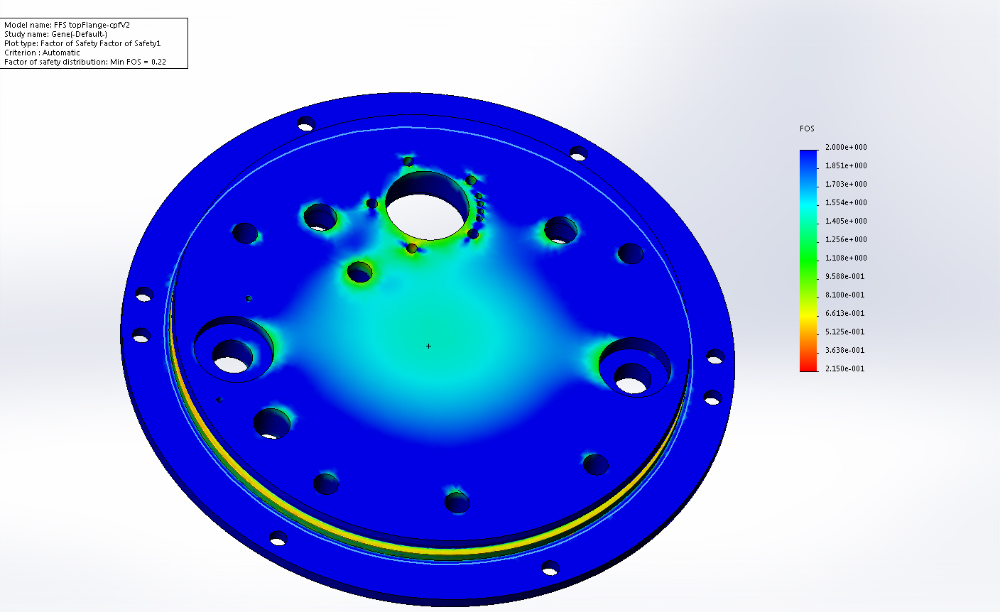 Model name: FFS topFlange-cpfV2
Study name: Gene(-Default-)
Plot type: Factor of Safety Factor of Safety1
Criterion : Automatic
Factor of safety distribution: Min FOS = 0.22
FOS
2.000e+000
1.851e+000
1.703e+000
1.554e+000
1.405e+000
1.256e+000
1.108e+000
9.588e-001
8.100e-001
6.613e-001
5.125e-001
3.638e-001
2.150e-001